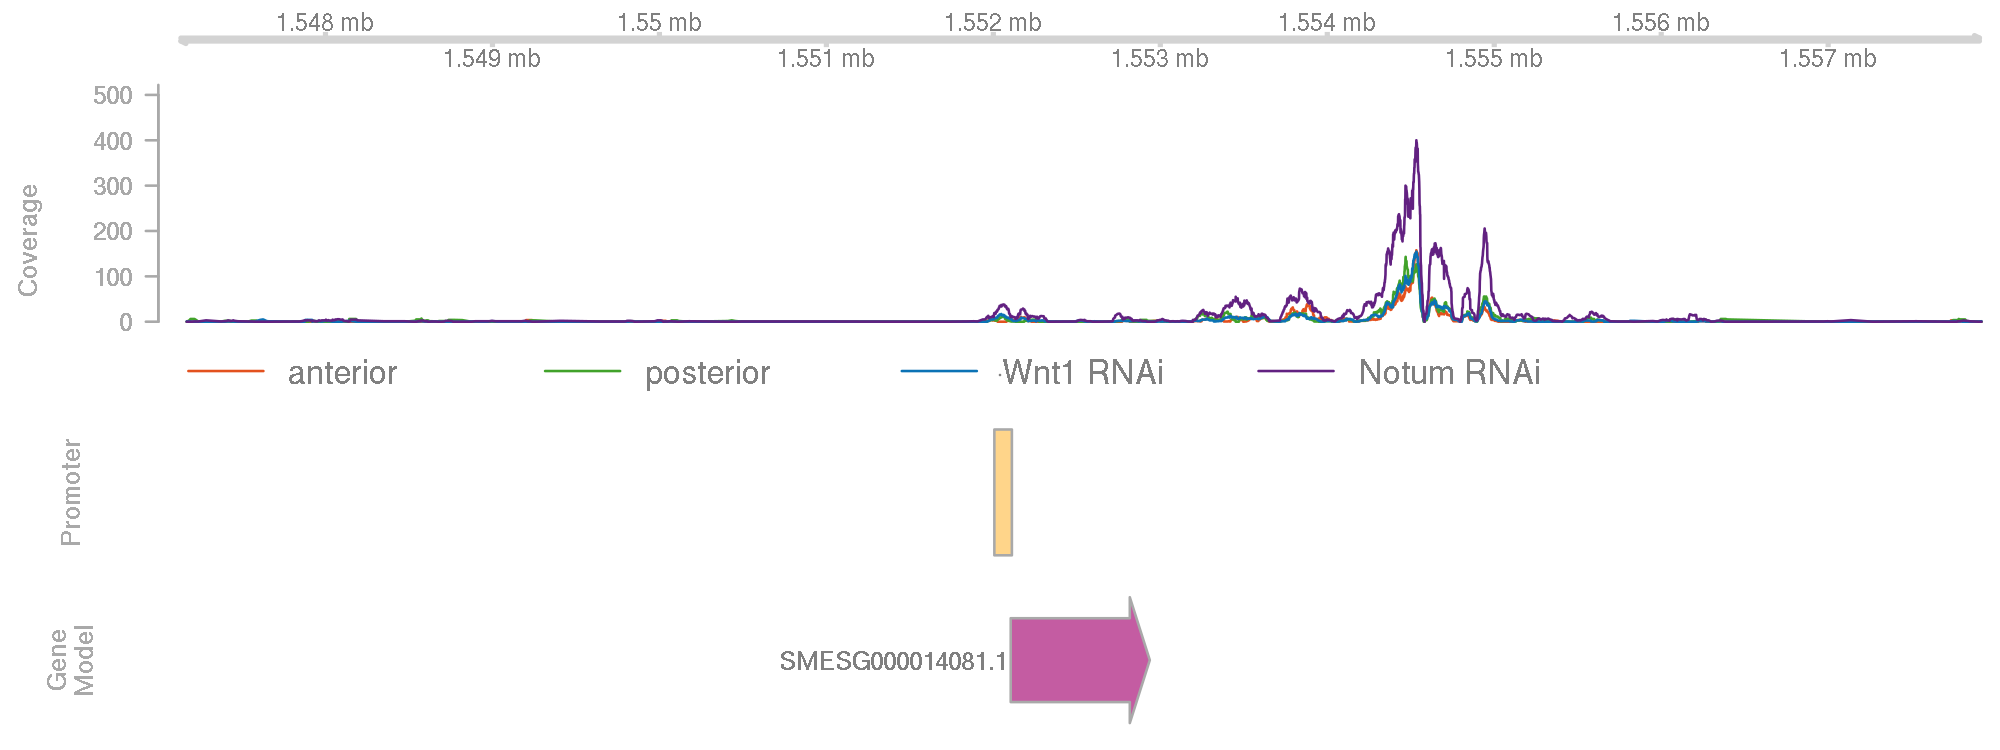 1.548 mb 1.55 mb 1.552 mb 1.554 mb 1.556 mb
1.549 mb 1.551 mb 1.553 mb 1.555 mb 1.557 mb
Coverage
500
400
300
200
100
0
anterior posterior Wnt1 RNAi Notum RNAi
Promoter
Gene
Model
SMESG000014081.1